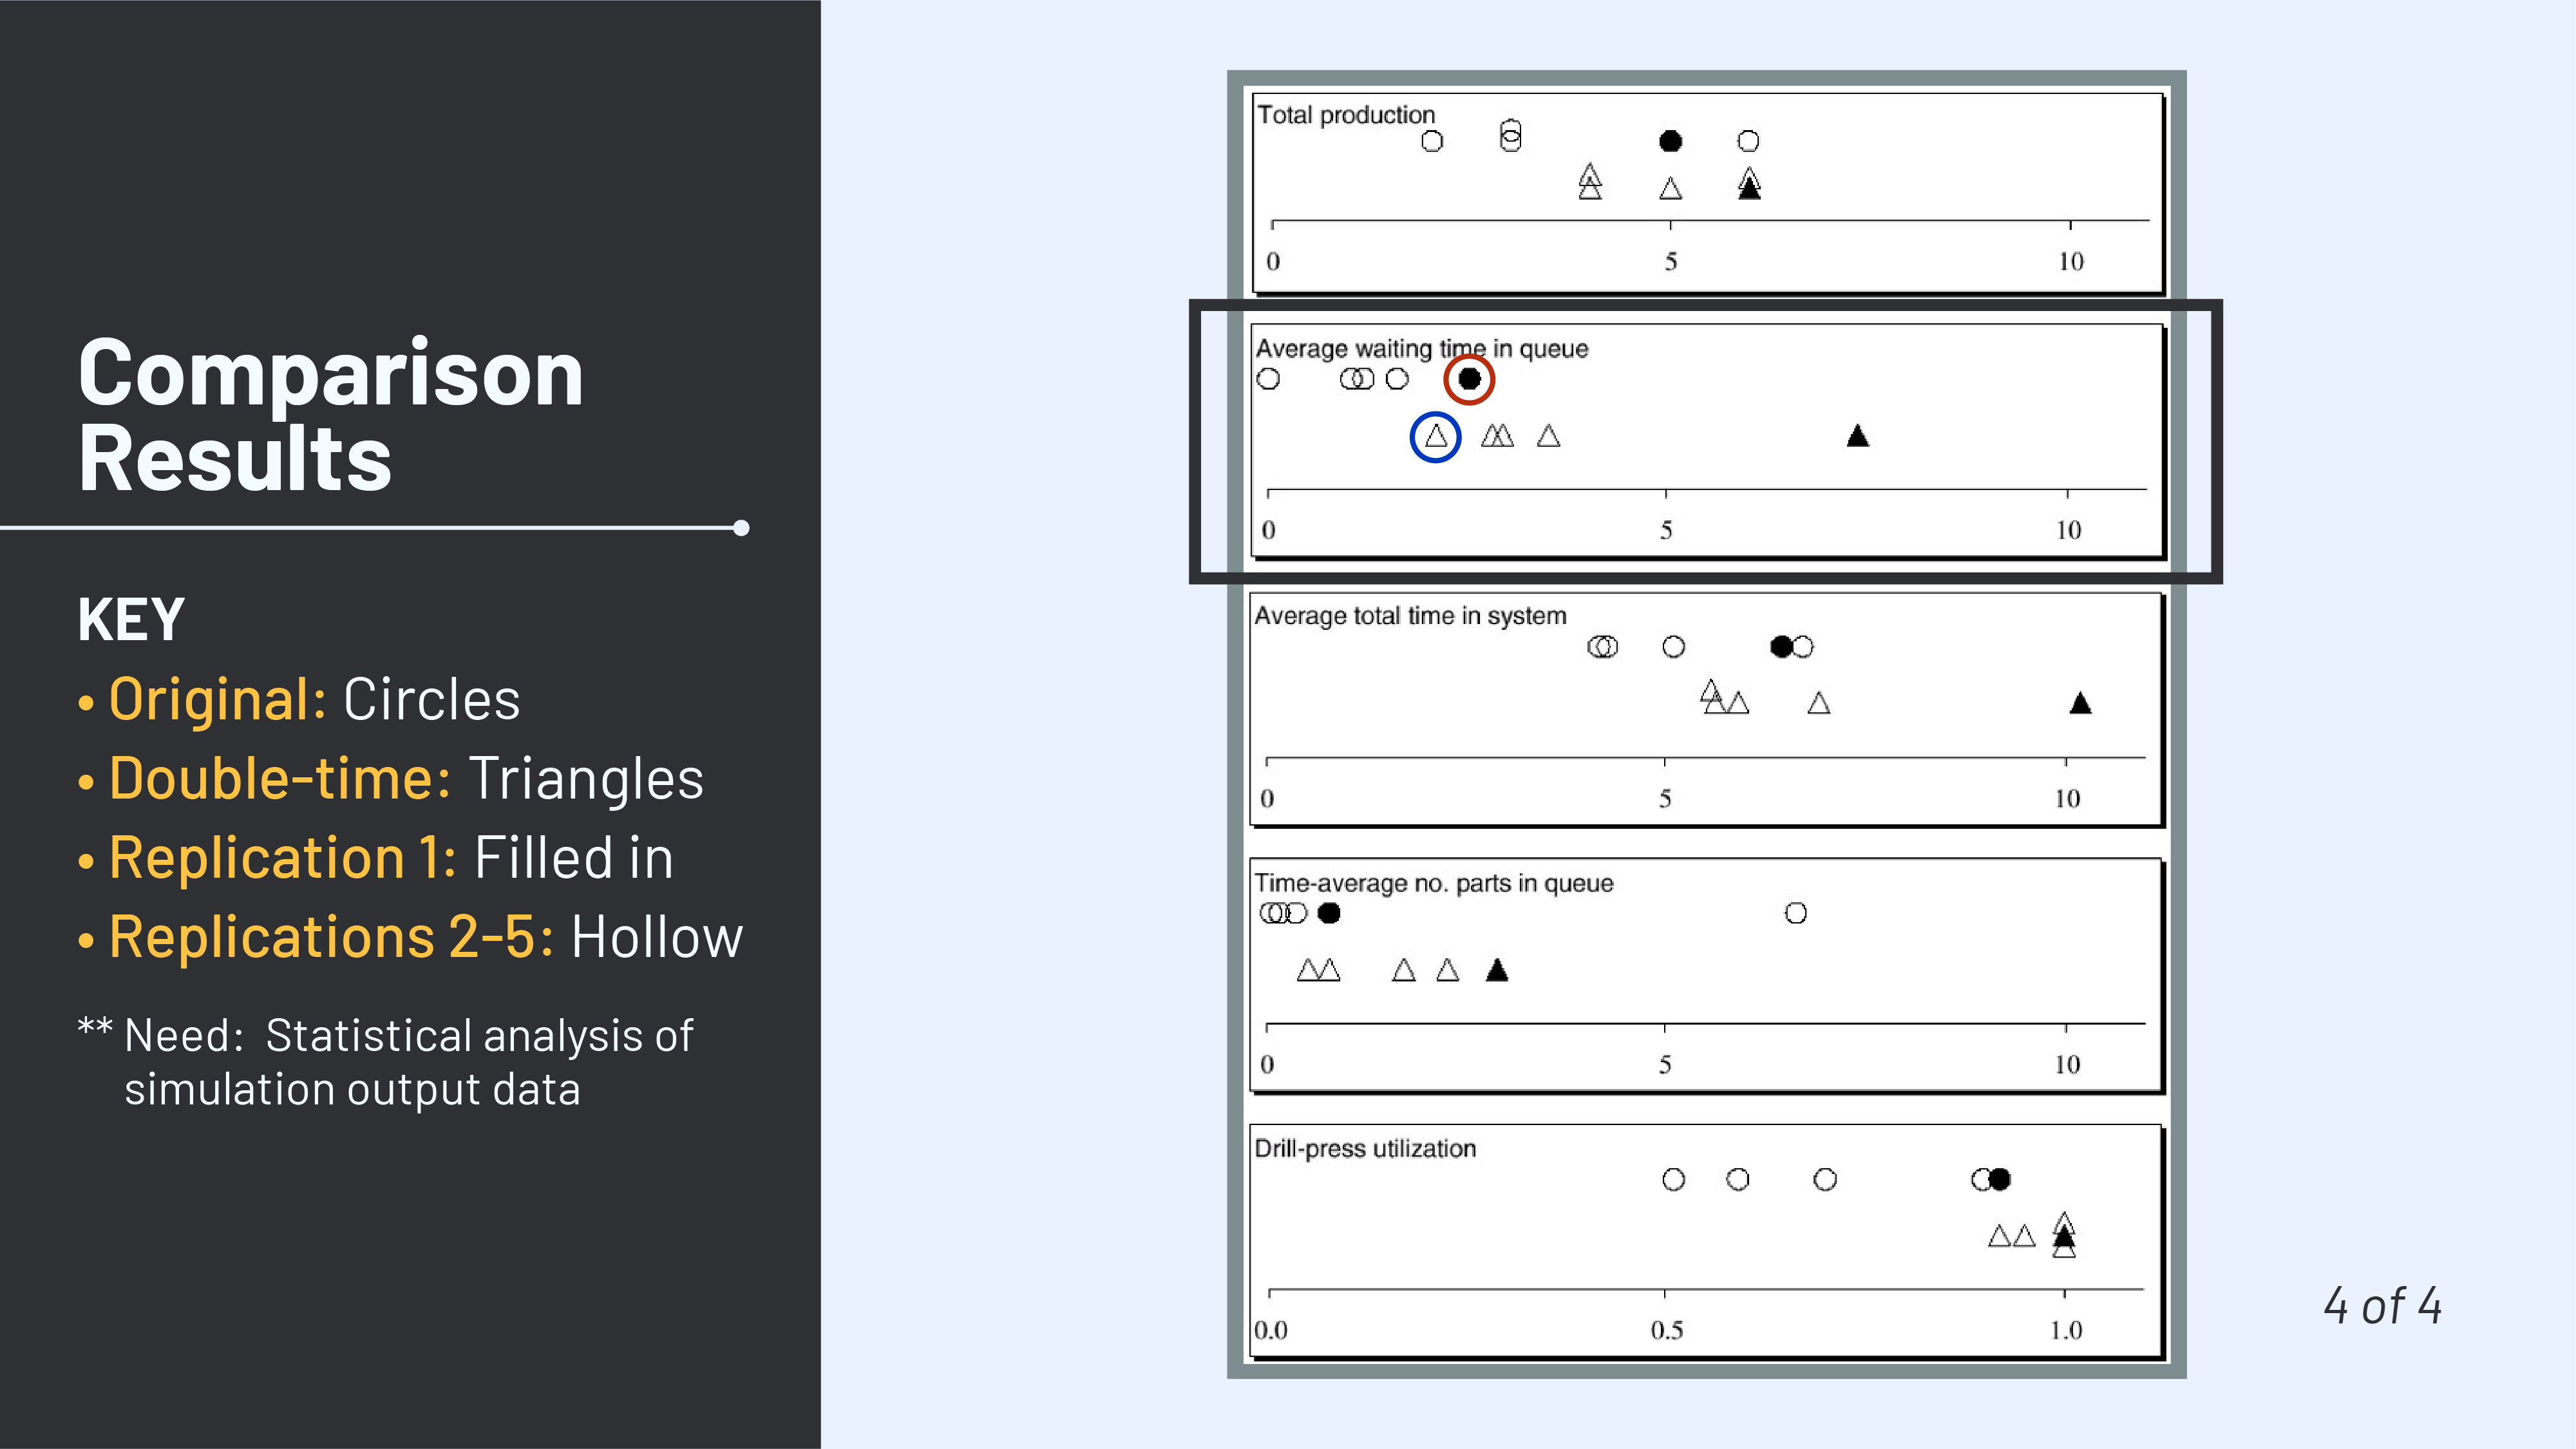 Comparison
Results
KEY
• Original: Circles
• Double-time: Triangles
• Replication 1: Filled in
• Replications 2-5: Hollow
** Need: Statistical analysis of
simulation output data
Total production
0 5 10
Average waiting time in queue
0 5 10
Average total time in system
0 5 10
Time-average no. parts in queue
0 5 10
Drill-press utilization
0.0 0.5 1.0
4 of 4